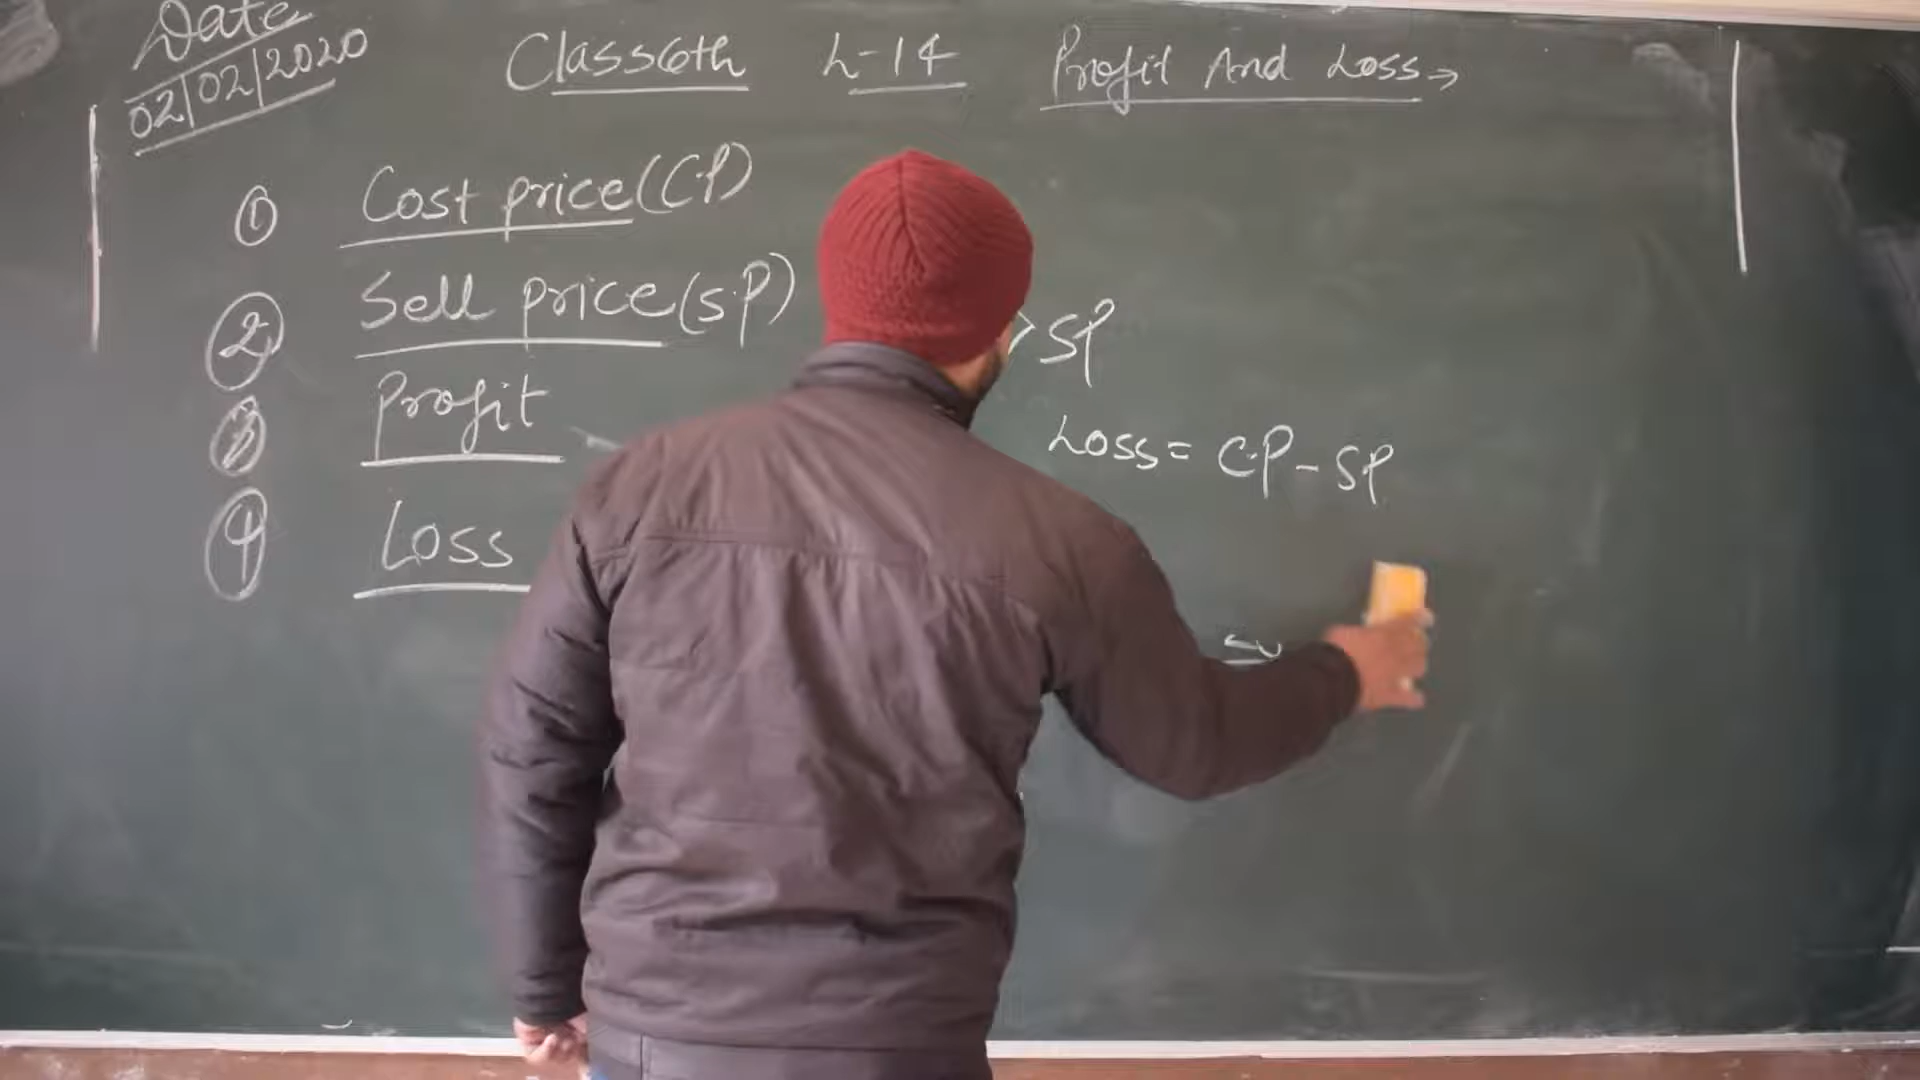 Date
02/02/2020
Class6th L-14 Profit And Loss→
① Cost price(C.P)
② Sell price(S.P)
> SP
③ Profit
Loss = C.P - SP
④ Loss